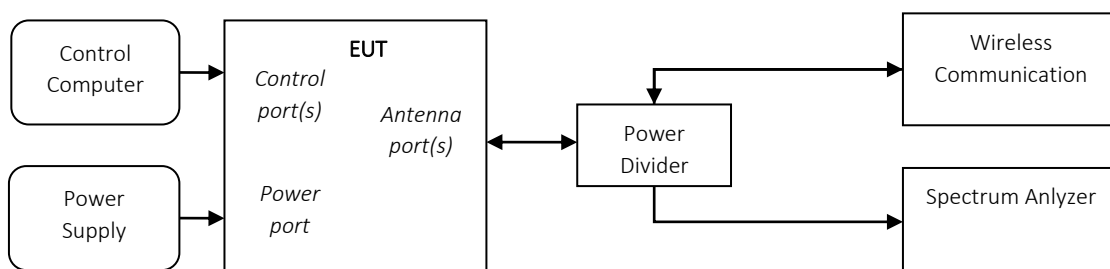 Control
Computer
Power
Supply
EUT
Control
port(s)
Antenna
port(s)
Power
port
Power
Divider
Wireless
Communication
Spectrum Anlyzer